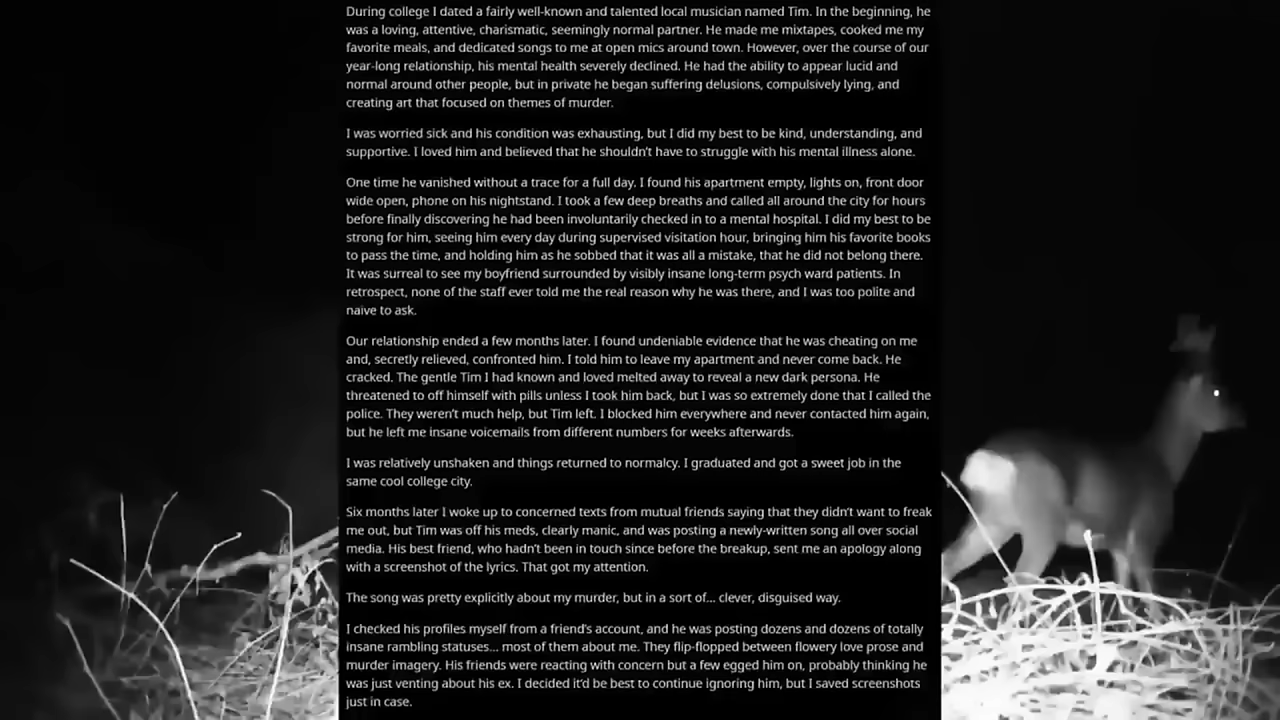 During college I dated a fairly well-known and talented local musician named Tim. In the beginning, he
was a loving, attentive, charismatic, seemingly normal partner. He made me mixtapes, cooked me my
favorite meals, and dedicated songs to me at open mics around town. However, over the course of our
year-long relationship, his mental health severely declined. He had the ability to appear lucid and
normal around other people, but in private he began suffering delusions, compulsively lying, and
creating art that focused on themes of murder.
I was worried sick and his condition was exhausting, but I did my best to be kind, understanding, and
supportive. I loved him and believed that he shouldn't have to struggle with his mental illness alone.
One time he vanished without a trace for a full day. I found his apartment empty, lights on, front door
wide open, phone on his nightstand. I took a few deep breaths and called all around the city for hours
before finally discovering he had been involuntarily checked in to a mental hospital. I did my best to be
strong for him, seeing him every day during supervised visitation hour, bringing him his favorite books
to pass the time, and holding him as he sobbed that it was all a mistake, that he did not belong there.
It was surreal to see my boyfriend surrounded by visibly insane long-term psych ward patients. In
retrospect, none of the staff ever told me the real reason why he was there, and I was too polite and
naive to ask.
Our relationship ended a few months later. I found undeniable evidence that he was cheating on me
and, secretly relieved, confronted him. I told him to leave my apartment and never come back. He
cracked. The gentle Tim I had known and loved melted away to reveal a new dark persona. He
threatened to off himself with pills unless I took him back, but I was so extremely done that I called the
police. They weren't much help, but Tim left. I blocked him everywhere and never contacted him again,
but he left me insane voicemails from different numbers for weeks afterwards.
I was relatively unshaken and things returned to normalcy. I graduated and got a sweet job in the
same cool college city.
Six months later I woke up to concerned texts from mutual friends saying that they didn't want to freak
me out, but Tim was off his meds, clearly manic, and was posting a newly-written song all over social
media. His best friend, who hadn't been in touch since before the breakup, sent me an apology along
with a screenshot of the lyrics. That got my attention.
The song was pretty explicitly about my murder, but in a sort of... clever, disguised way.
I checked his profiles myself from a friend's account, and he was posting dozens and dozens of totally
insane rambling statuses... most of them about me. They flip-flopped between flowery love prose and
murder imagery. His friends were reacting with concern but a few egged him on, probably thinking he
was just venting about his ex. I decided it'd be best to continue ignoring him, but I saved screenshots
just in case.